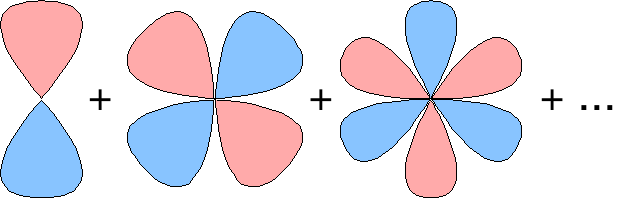 + + + ...